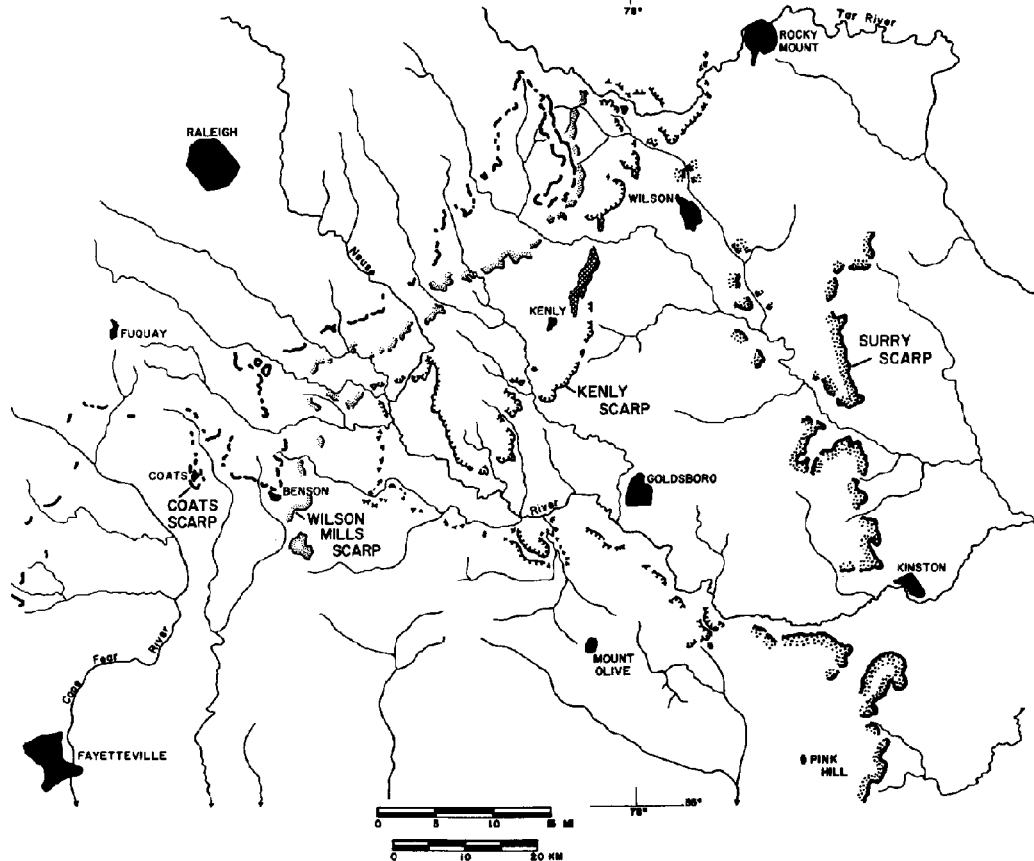 78°
Tar River
ROCKY
MOUNT
RALEIGH
WILSON
Neuse
KENLY
FUQUAY
SURRY
SCARP
KENLY
SCARP
COATS
COATS
SCARP
BENSON
WILSON
MILLS
SCARP
GOLDSBORO
River
KINSTON
Cape Fear River
MOUNT
OLIVE
FAYETTEVILLE
PINK
HILL
0 5 10 15 MI
78°
35°
0 10 20 KM